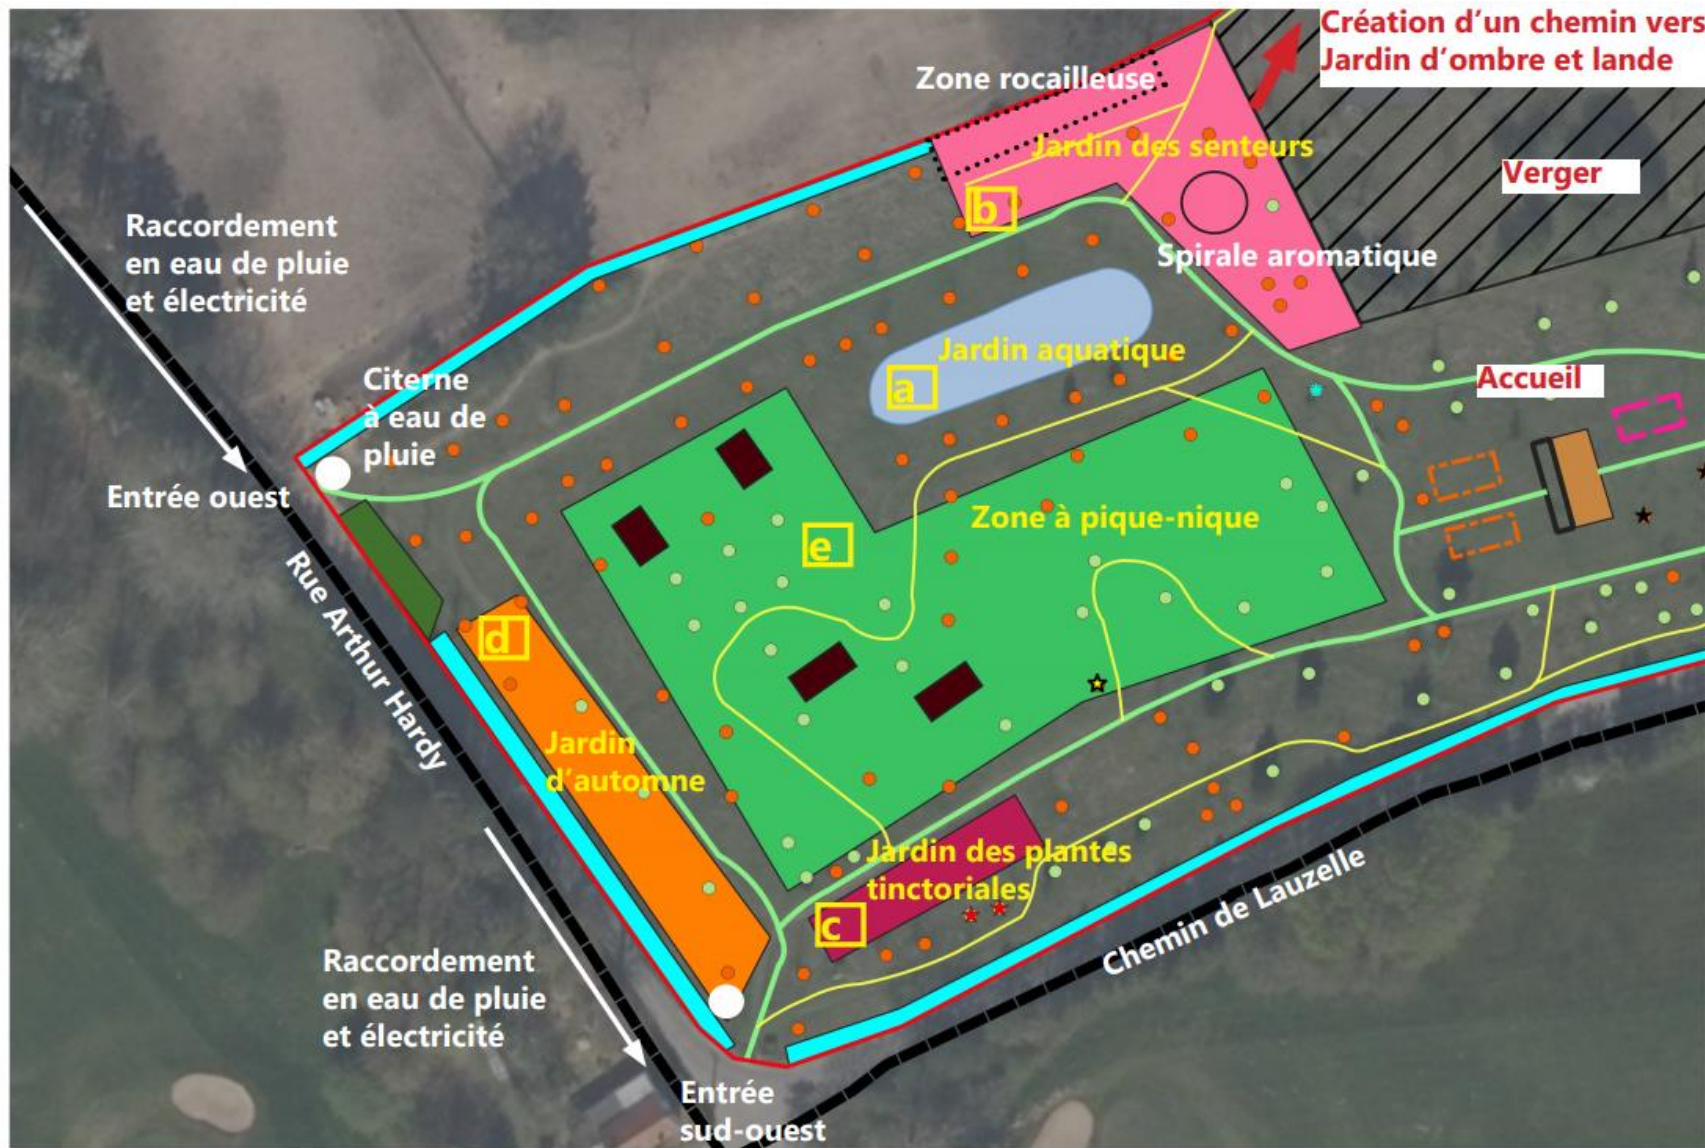 Création d'un chemin vers
Jardin d'ombre et lande
Zone rocailleuse
Jardin des senteurs
Verger
b
Raccordement
en eau de pluie
et électricité
Spirale aromatique
Jardin aquatique
a
Accueil
Citerne
à eau de
pluie
Entrée ouest
Zone à pique-nique
e
Rue Arthur Hardy
d
Jardin
d'automne
Jardin des plantes
tinctoriales
c
Chemin de Lauzelle
Raccordement
en eau de pluie
et électricité
Entrée
sud-ouest